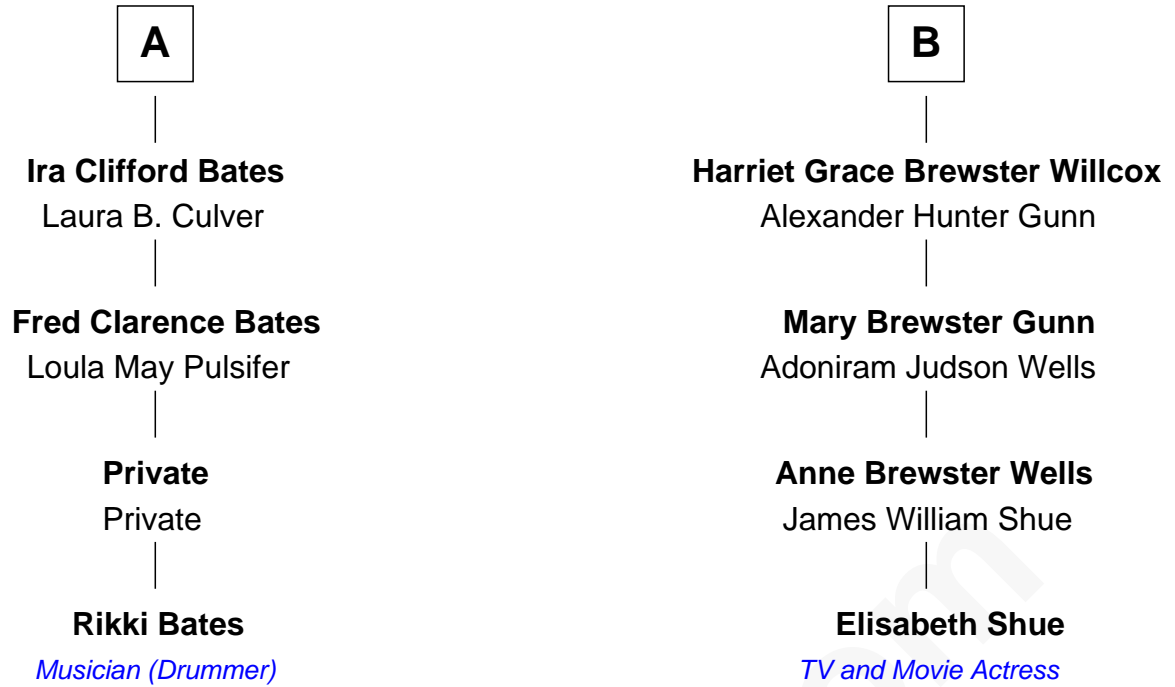 A
B
Ira Clifford Bates
Laura B. Culver
Harriet Grace Brewster Willcox
Alexander Hunter Gunn
Fred Clarence Bates
Loula May Pulsifer
Mary Brewster Gunn
Adoniram Judson Wells
Private
Private
Anne Brewster Wells
James William Shue
Rikki Bates
Musician (Drummer)
Elisabeth Shue
TV and Movie Actress